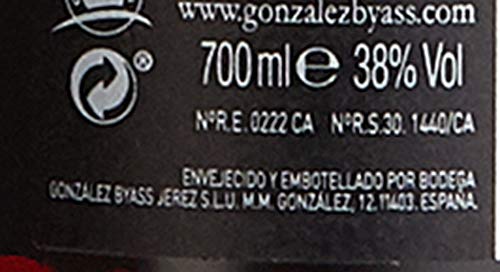 www.gonzalezbyass.com
700 ml ℮ 38% Vol
NºR.E. 0222 CA NºR.S.30. 1440/CA
ENVEJECIDO Y EMBOTELLADO POR BODEGA
GONZÁLEZ BYASS JEREZ S.L.U. M.M. GONZÁLEZ, 12. 11403. ESPAÑA.